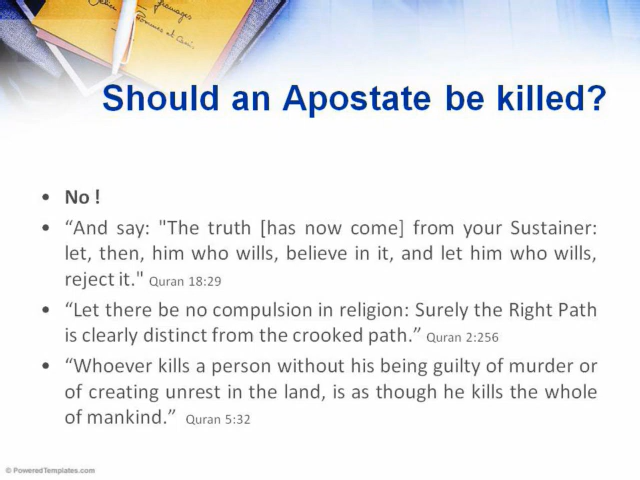 Should an Apostate be killed?
• No !
• “And say: "The truth [has now come] from your Sustainer:
let, then, him who wills, believe in it, and let him who wills,
reject it." Quran 18:29
• “Let there be no compulsion in religion: Surely the Right Path
is clearly distinct from the crooked path.” Quran 2:256
• “Whoever kills a person without his being guilty of murder or
of creating unrest in the land, is as though he kills the whole
of mankind.” Quran 5:32
© PoweredTemplates.com